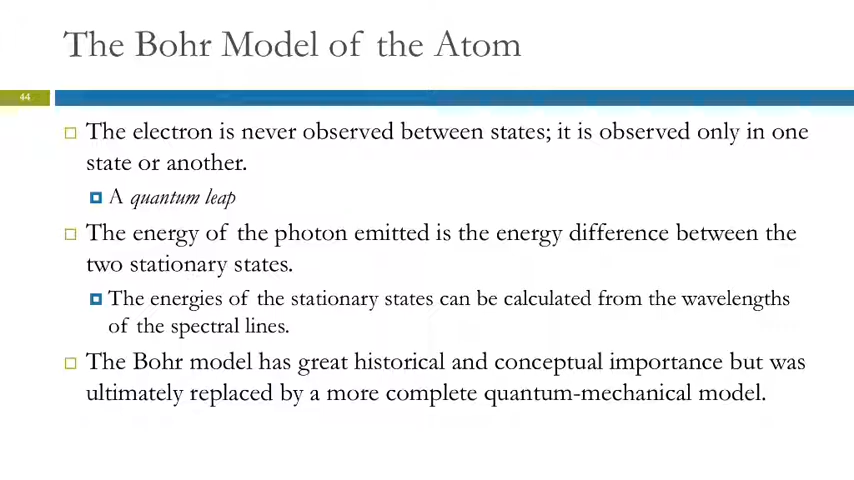 The Bohr Model of the Atom
44
The electron is never observed between states; it is observed only in one
state or another.
A quantum leap
The energy of the photon emitted is the energy difference between the
two stationary states.
The energies of the stationary states can be calculated from the wavelengths
of the spectral lines.
The Bohr model has great historical and conceptual importance but was
ultimately replaced by a more complete quantum-mechanical model.